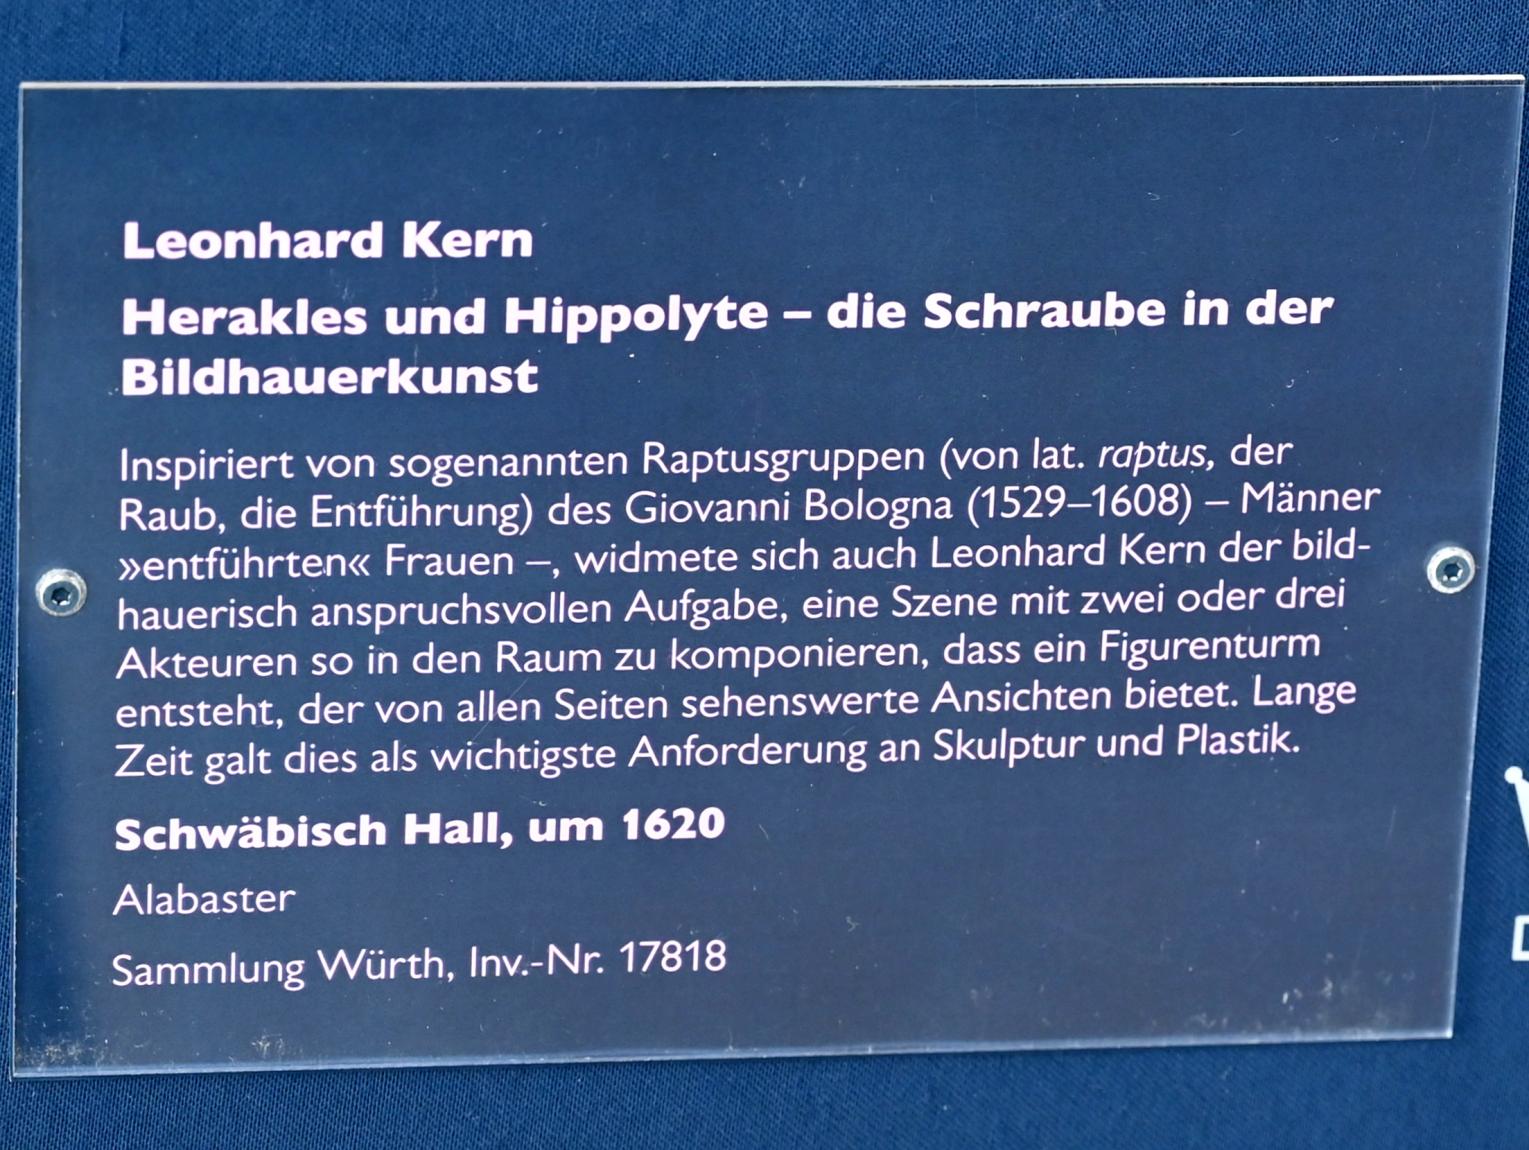 Leonhard Kern
Herakles und Hippolyte – die Schraube in der
Bildhauerkunst
Inspiriert von sogenannten Raptusgruppen (von lat. raptus, der
Raub, die Entführung) des Giovanni Bologna (1529–1608) – Männer
»entführten« Frauen –, widmete sich auch Leonhard Kern der bild-
hauerisch anspruchsvollen Aufgabe, eine Szene mit zwei oder drei
Akteuren so in den Raum zu komponieren, dass ein Figurenturm
entsteht, der von allen Seiten sehenswerte Ansichten bietet. Lange
Zeit galt dies als wichtigste Anforderung an Skulptur und Plastik.
Schwäbisch Hall, um 1620
Alabaster
Sammlung Würth, Inv.-Nr. 17818